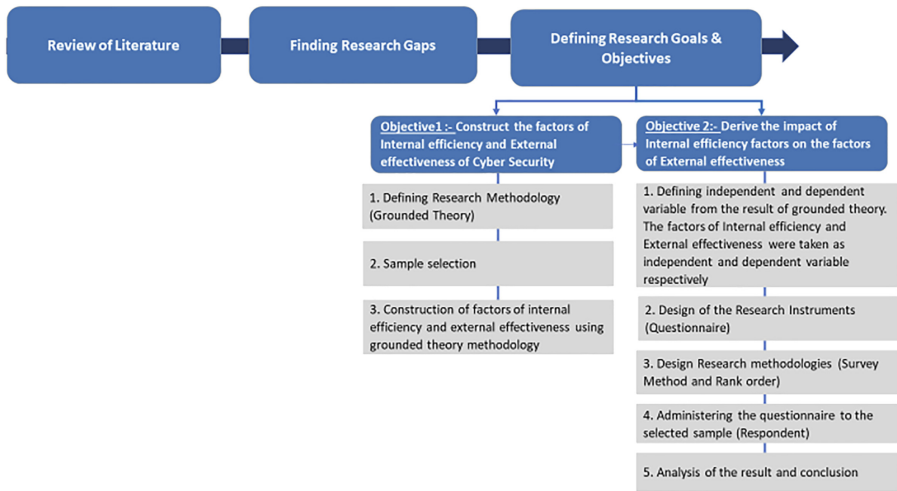 Review of Literature
Finding Research Gaps
Defining Research Goals &
Objectives
Objective1 :- Construct the factors of
Internal efficiency and External
effectiveness of Cyber Security
1. Defining Research Methodology
(Grounded Theory)
2. Sample selection
3. Construction of factors of internal
efficiency and external effectiveness using
grounded theory methodology
Objective 2:- Derive the impact of
Internal efficiency factors on the factors
of External effectiveness
1. Defining independent and dependent
variable from the result of grounded theory.
The factors of Internal efficiency and
External effectiveness were taken as
independent and dependent variable
respectively
2. Design of the Research Instruments
(Questionnaire)
3. Design Research methodologies (Survey
Method and Rank order)
4. Administering the questionnaire to the
selected sample (Respondent)
5. Analysis of the result and conclusion